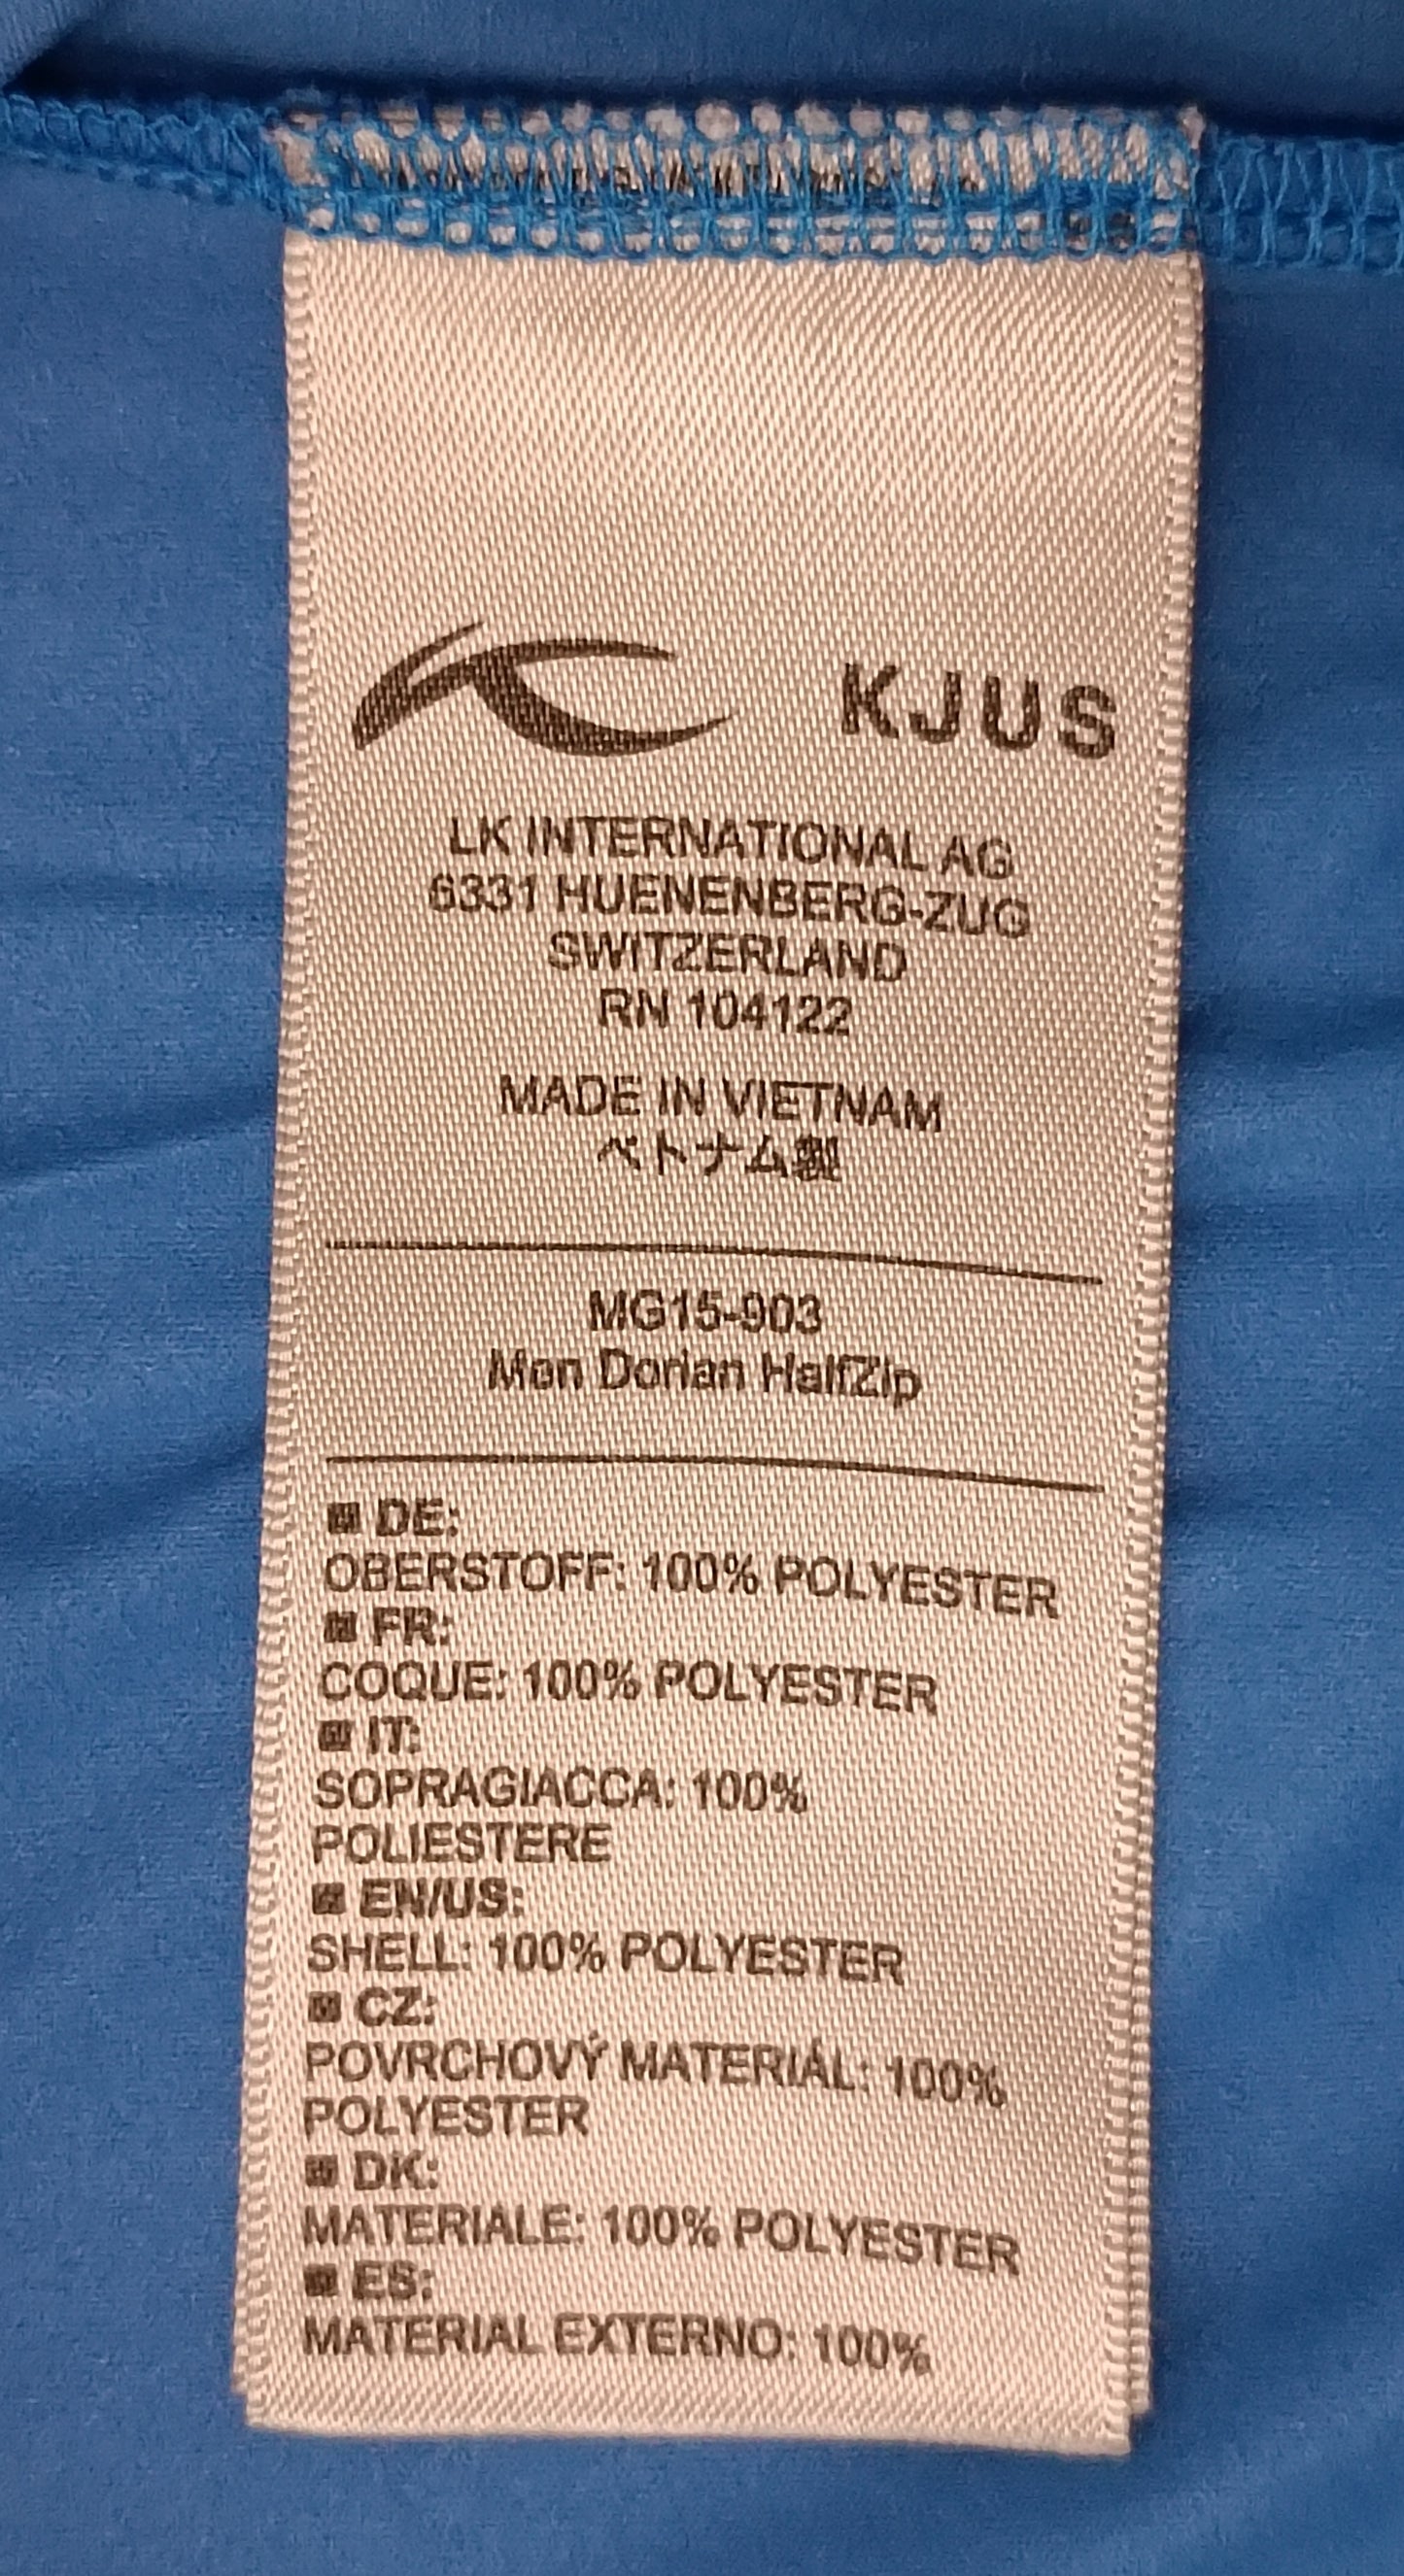 KJUS
LK INTERNATIONAL AG
6331 HUENENBERG-ZUG
SWITZERLAND
RN 104122
MADE IN VIETNAM
ベトナム製
MG15-903
Men Dorian HalfZip
■ DE:
OBERSTOFF: 100% POLYESTER
■ FR:
COQUE: 100% POLYESTER
■ IT:
SOPRAGIACCA: 100%
POLIESTERE
■ EN/US:
SHELL: 100% POLYESTER
■ CZ:
POVRCHOVÝ MATERIÁL: 100%
POLYESTER
■ DK:
MATERIALE: 100% POLYESTER
■ ES:
MATERIAL EXTERNO: 100%